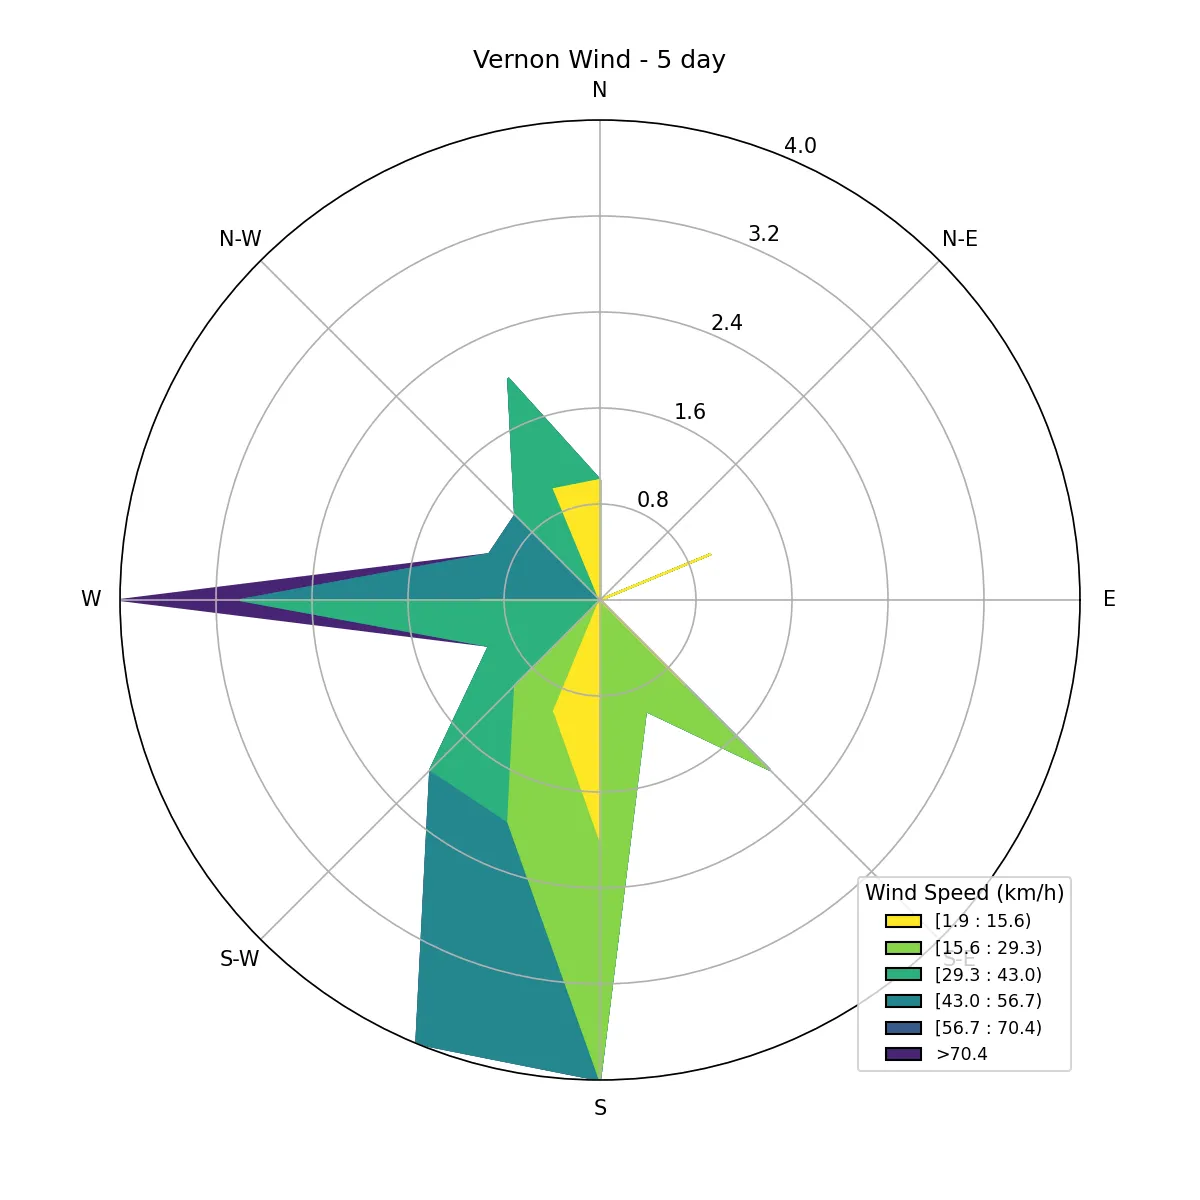 Vernon Wind - 5 day
N
4.0
N-W
3.2
N-E
2.4
1.6
0.8
W
E
Wind Speed (km/h)
[1.9 : 15.6)
[15.6 : 29.3)
[29.3 : 43.0)
[43.0 : 56.7)
[56.7 : 70.4)
>70.4
S-W
S-E
S